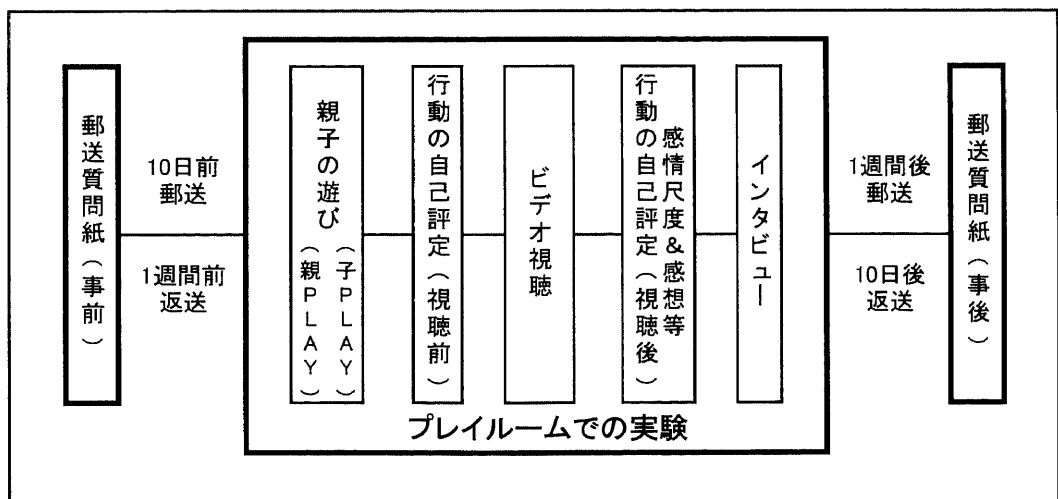 郵送質問紙（事前）
10日前
郵送
1週間前
返送
親子の遊び
（子PLAY）
（親PLAY）
行動の自己評定（視聴前）
ビデオ視聴
感情尺度&感想等
行動の自己評定（視聴後）
インタビュー
プレイルームでの実験
1週間後
郵送
10日後
返送
郵送質問紙（事後）